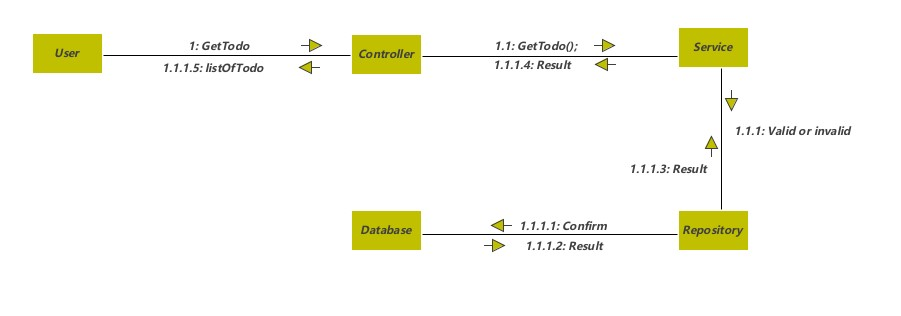 User
1: GetTodo
1.1.1.5: listOfTodo
Controller
1.1: GetTodo();
1.1.1.4: Result
Service
1.1.1: Valid or invalid
1.1.1.3: Result
Database
1.1.1.1: Confirm
1.1.1.2: Result
Repository